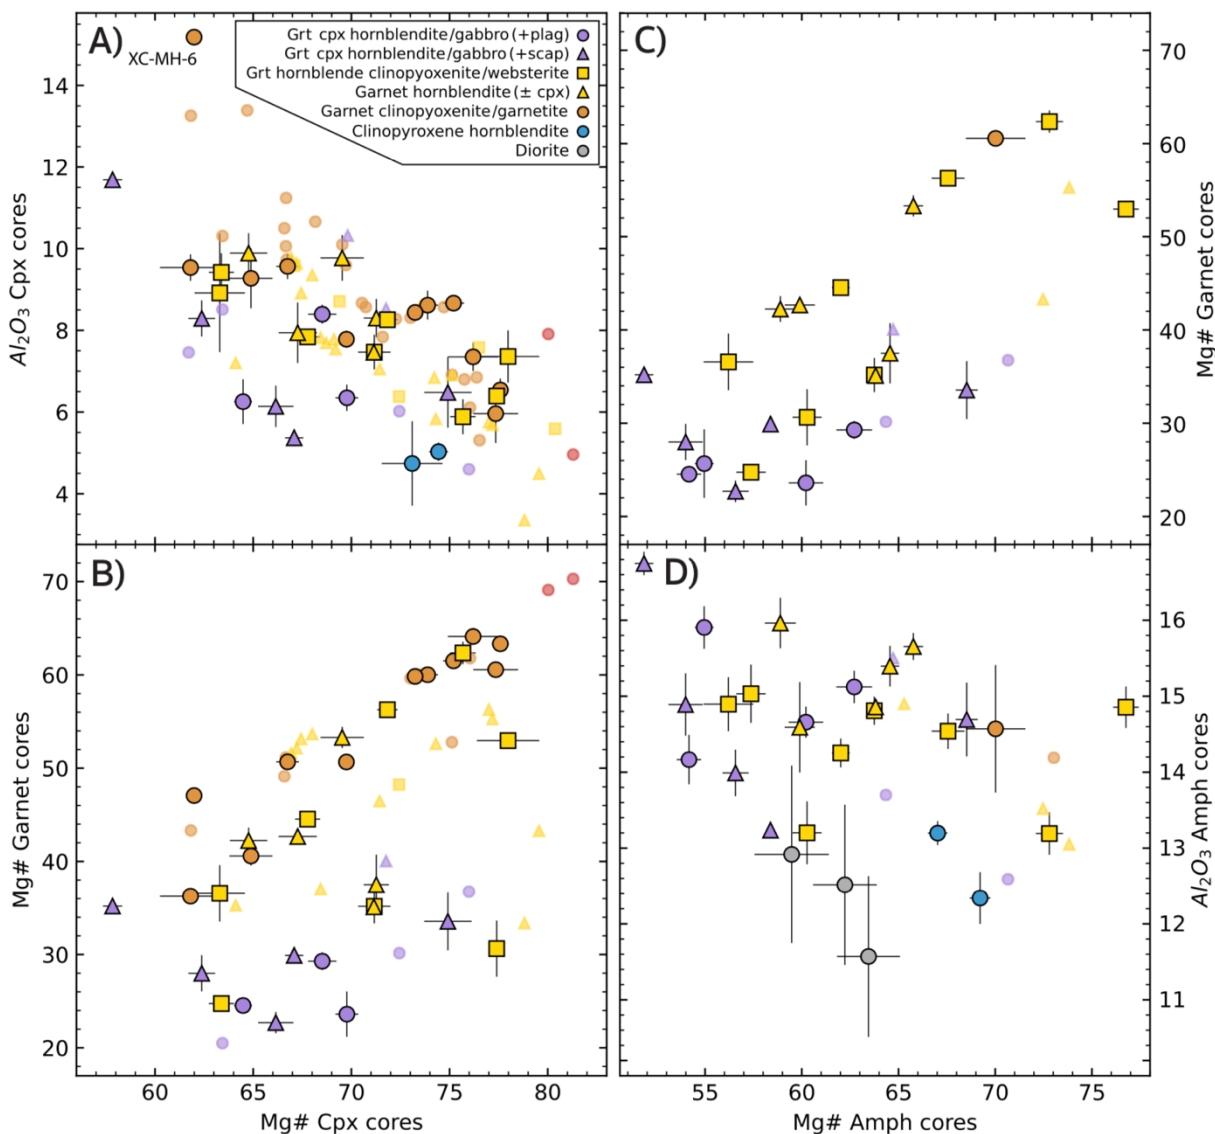 A)
XC-MH-6
Grt cpx hornblendite/gabbro (+plag)
Grt cpx hornblendite/gabbro (+scap)
Grt hornblende clinopyoxenite/websterite
Garnet hornblendite (± cpx)
Garnet clinopyoxenite/garnetite
Clinopyroxene hornblendite
Diorite
14
12
10
8
6
4
Al2O3 Cpx cores
C)
70
60
50
40
30
20
Mg# Garnet cores
B)
70
60
50
40
30
20
Mg# Garnet cores
60 65 70 75 80
Mg# Cpx cores
D)
16
15
14
13
12
11
Al2O3 Amph cores
55 60 65 70 75
Mg# Amph cores